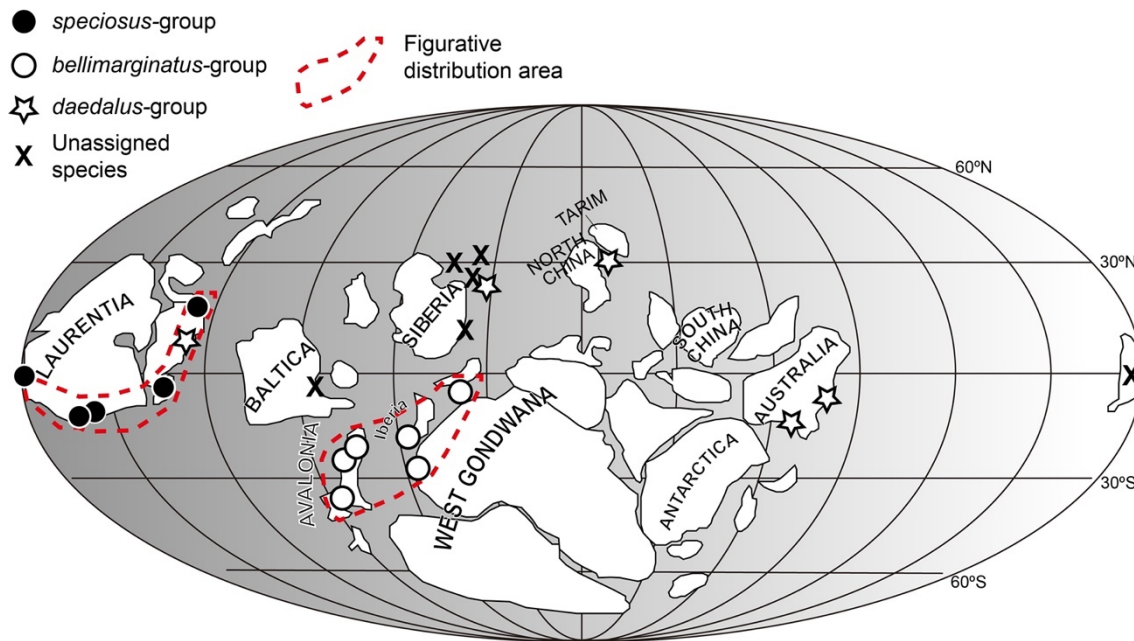 speciosus-group
bellimarginatus-group
daedalus-group
X Unassigned
species
Figurative
distribution area
60ºN
TARIM
NORTH
CHINA
30ºN
LAURENTIA
SIBERIA
X
X
X
X
SOUTH
CHINA
BALTICA
X
AUSTRALIA
X
Iberia
AVALONIA
WEST GONDWANA
ANTARCTICA
30ºS
60ºS